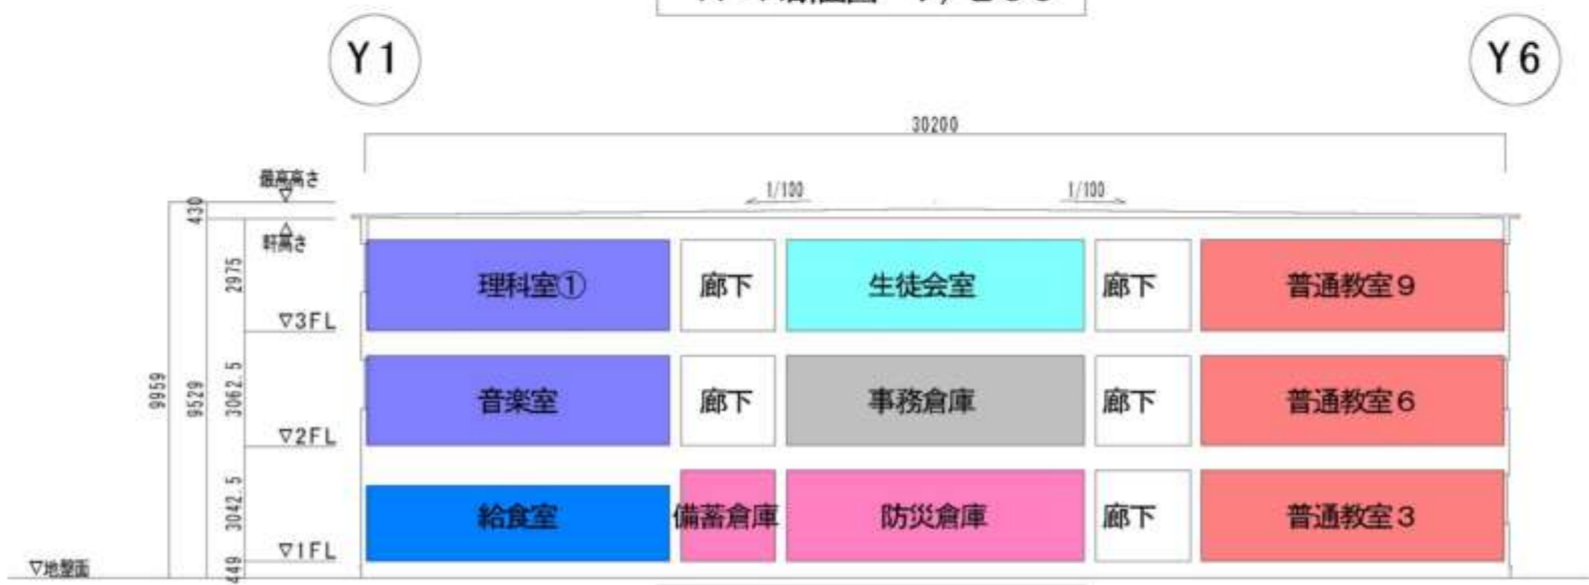 Y1
Y6
30200
最高高さ
1/100
1/100
430
軒高さ
2975
理科室①
廊下
生徒会室
廊下
普通教室9
▽3FL
9959
9529
3062.5
音楽室
廊下
事務倉庫
廊下
普通教室6
▽2FL
3042.5
給食室
備蓄倉庫
防災倉庫
廊下
普通教室3
▽1FL
▽地盤面
449